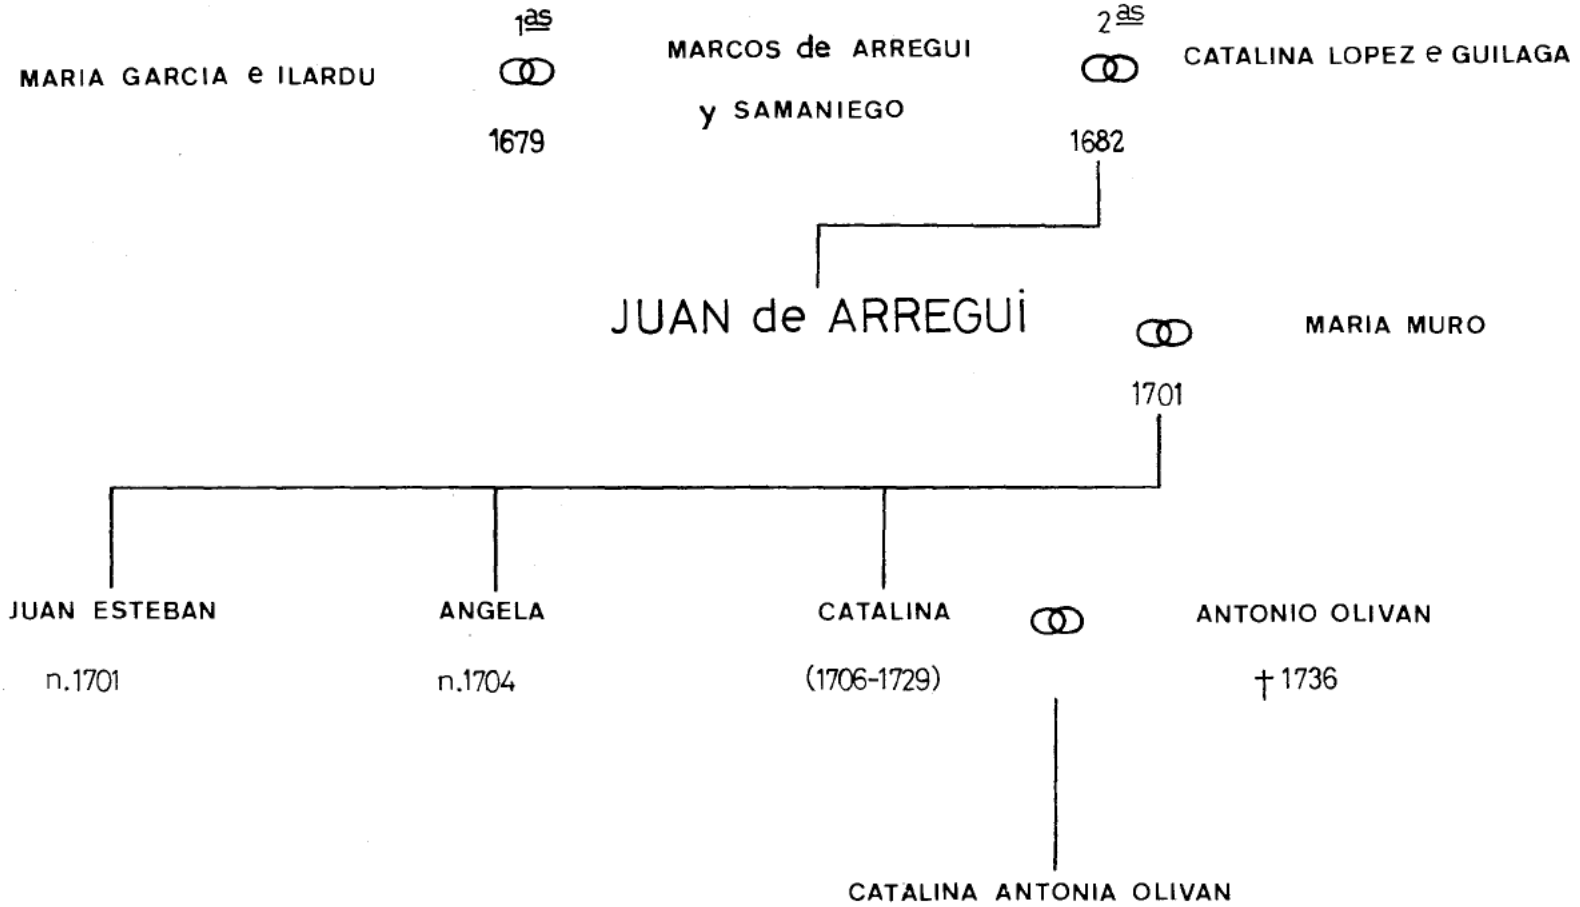 1as
2as
MARIA GARCIA e ILARDU
MARCOS de ARREGUI
y SAMANIEGO
CATALINA LOPEZ e GUILAGA
1679
1682
JUAN de ARREGUI
MARIA MURO
1701
JUAN ESTEBAN
ANGELA
CATALINA
ANTONIO OLIVAN
n.1701
n.1704
(1706-1729)
† 1736
CATALINA ANTONIA OLIVAN